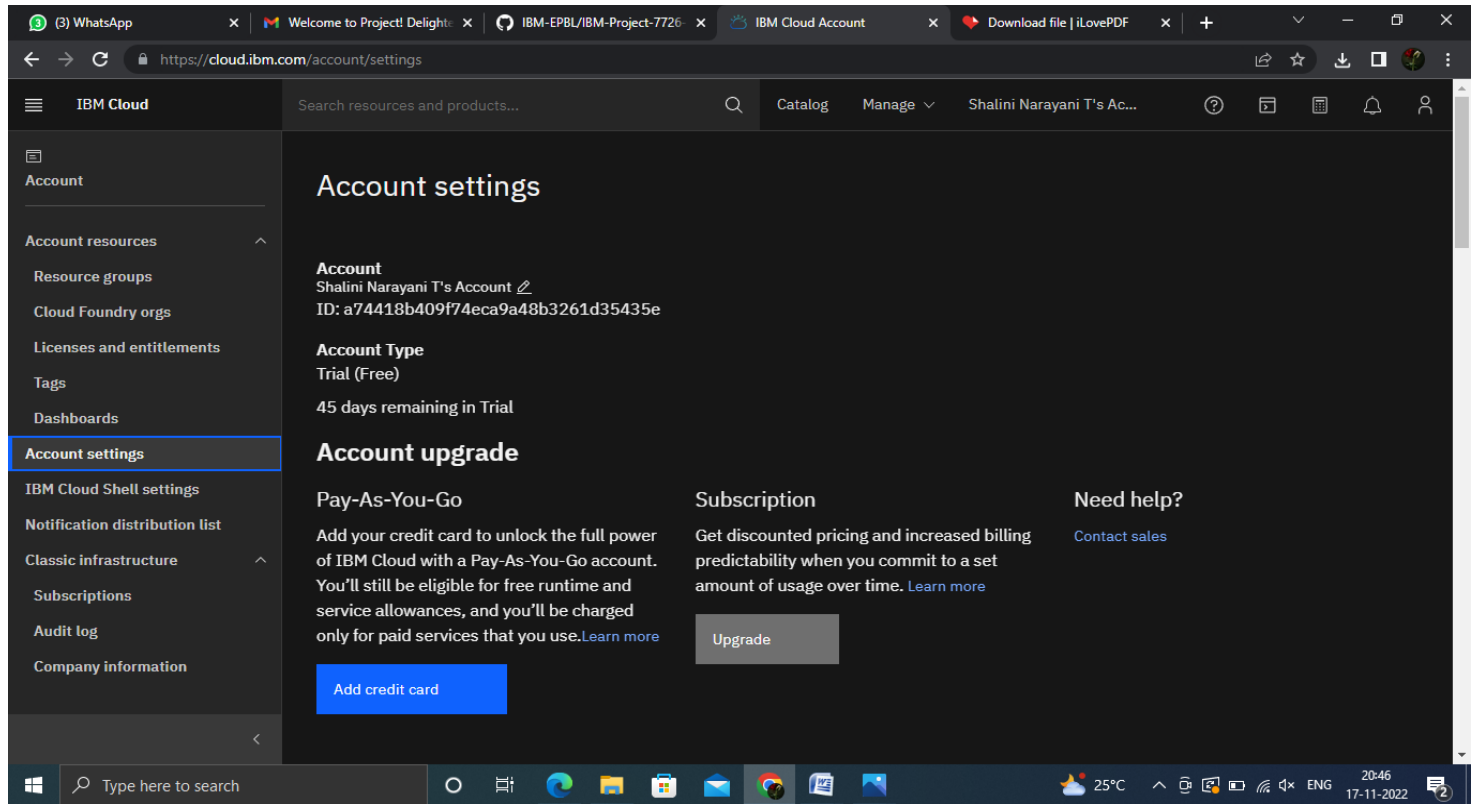 (3) WhatsApp
Welcome to Project! Delighte
IBM-EPBL/IBM-Project-7726-
IBM Cloud Account
Download file | iLovePDF
https://cloud.ibm.com/account/settings
IBM Cloud
Search resources and products...
Catalog
Manage
Shalini Narayani T's Ac...
Account
Account resources
Resource groups
Cloud Foundry orgs
Licenses and entitlements
Tags
Dashboards
Account settings
IBM Cloud Shell settings
Notification distribution list
Classic infrastructure
Subscriptions
Audit log
Company information
Account settings
Account
Shalini Narayani T's Account
ID: a74418b409f74eca9a48b3261d35435e
Account Type
Trial (Free)
45 days remaining in Trial
Account upgrade
Pay-As-You-Go
Add your credit card to unlock the full power
of IBM Cloud with a Pay-As-You-Go account.
You'll still be eligible for free runtime and
service allowances, and you'll be charged
only for paid services that you use.Learn more
Add credit card
Subscription
Get discounted pricing and increased billing
predictability when you commit to a set
amount of usage over time. Learn more
Upgrade
Need help?
Contact sales
Type here to search
25°C
ENG
20:46
17-11-2022
2